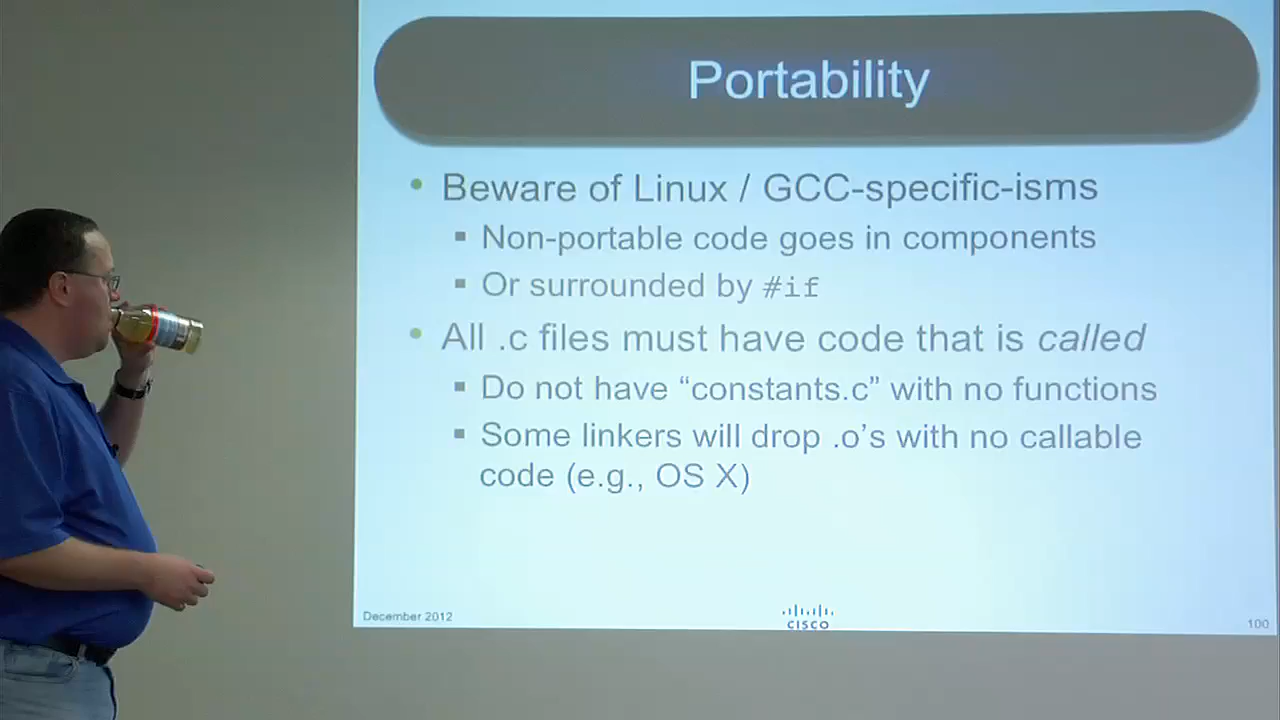 Portability
• Beware of Linux / GCC-specific-isms
▪ Non-portable code goes in components
▪ Or surrounded by #if
• All .c files must have code that is called
▪ Do not have “constants.c” with no functions
▪ Some linkers will drop .o’s with no callable
code (e.g., OS X)
December 2012
CISCO
100